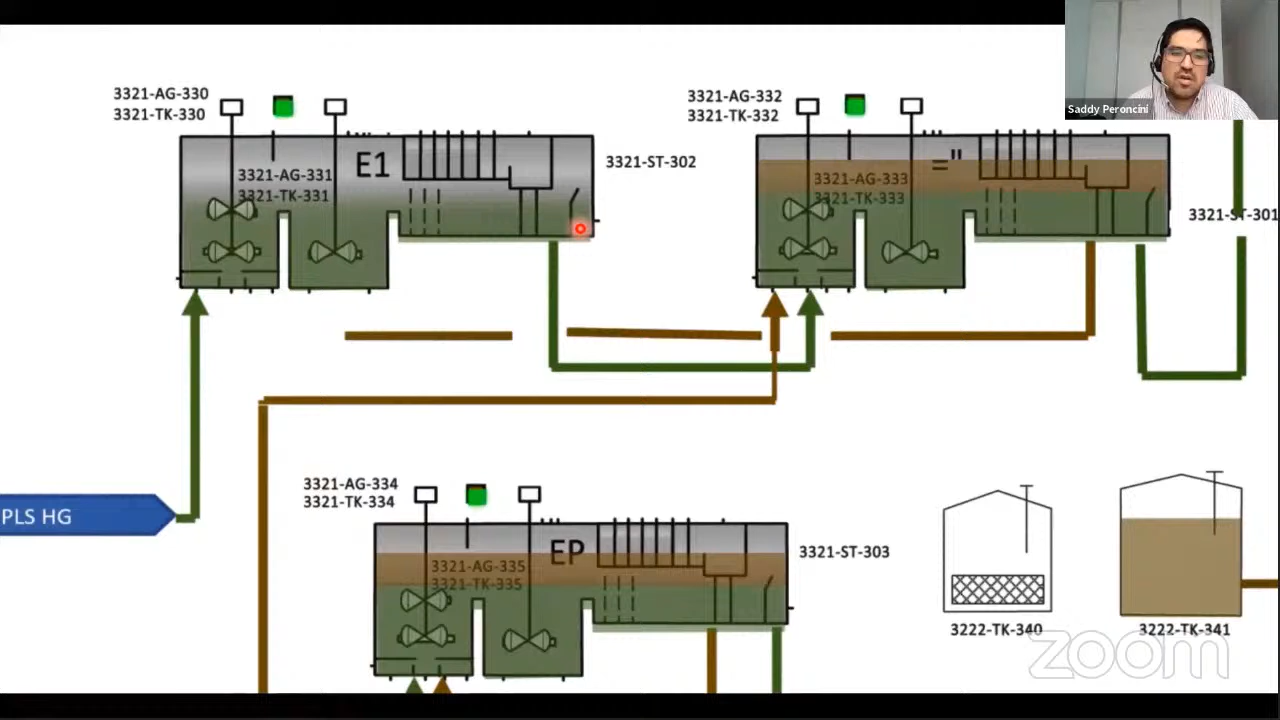 Saddy Peroncini
3321-AG-330
3321-TK-330
3321-AG-332
3321-TK-332
E1
3321-AG-331
3321-TK-331
3321-ST-302
="
3321-AG-333
3321-TK-333
3321-ST-301
PLS HG
3321-AG-334
3321-TK-334
EP
3321-AG-335
3321-TK-335
3321-ST-303
3222-TK-340
3222-TK-341
zoom